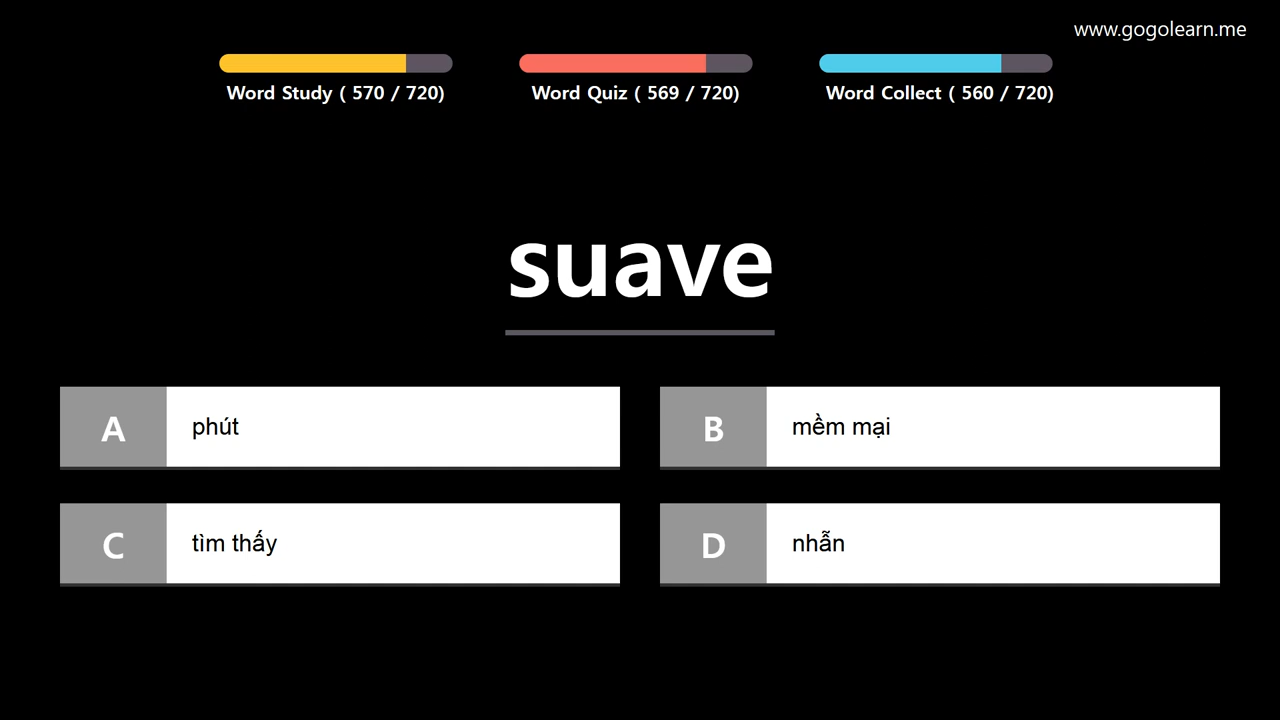 www.gogolearn.me
Word Study ( 570 / 720)
Word Quiz ( 569 / 720)
Word Collect ( 560 / 720)
suave
A phút
B mềm mại
C tìm thấy
D nhẫn